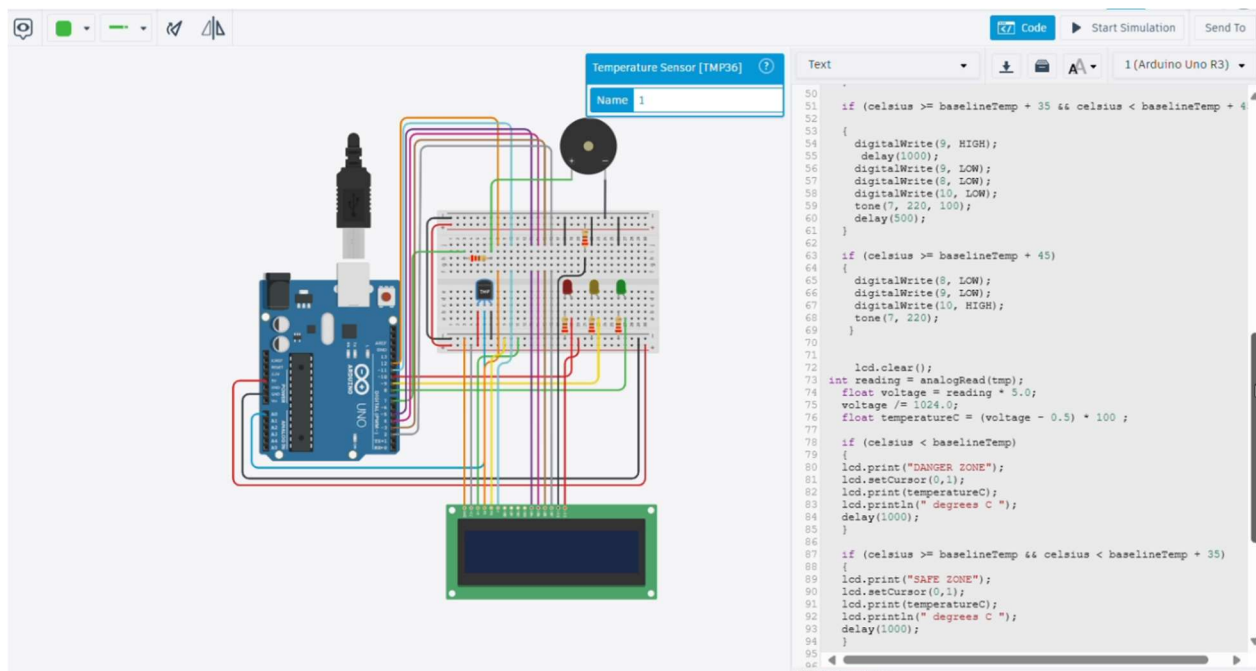 Code
Start Simulation
Send To
Temperature Sensor [TMP36]
Name 1
TMP
ARDUINO
UNO
Text
1 (Arduino Uno R3)
50
51 if (celsius >= baselineTemp + 35 && celsius < baselineTemp + 4
52
53 {
54 digitalWrite(9, HIGH);
55 delay(1000);
56 digitalWrite(9, LOW);
57 digitalWrite(8, LOW);
58 digitalWrite(10, LOW);
59 tone(7, 220, 100);
60 delay(500);
61 }
62
63 if (celsius >= baselineTemp + 45)
64 {
65 digitalWrite(8, LOW);
66 digitalWrite(9, LOW);
67 digitalWrite(10, HIGH);
68 tone(7, 220);
69 }
70
71
72 lcd.clear();
73 int reading = analogRead(tmp);
74 float voltage = reading * 5.0;
75 voltage /= 1024.0;
76 float temperatureC = (voltage - 0.5) * 100 ;
77
78 if (celsius < baselineTemp)
79 {
80 lcd.print("DANGER ZONE");
81 lcd.setCursor(0,1);
82 lcd.print(temperatureC);
83 lcd.println(" degrees C ");
84 delay(1000);
85 }
86
87 if (celsius >= baselineTemp && celsius < baselineTemp + 35)
88 {
89 lcd.print("SAFE ZONE");
90 lcd.setCursor(0,1);
91 lcd.print(temperatureC);
92 lcd.println(" degrees C ");
93 delay(1000);
94 }
95